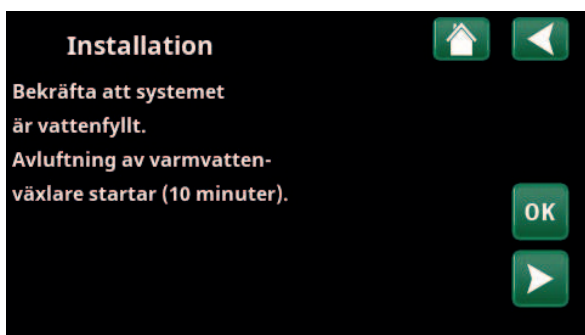 Installation
Bekräfta att systemet
är vattenfyllt.
Avluftning av varmvatten-
växlare startar (10 minuter).
OK